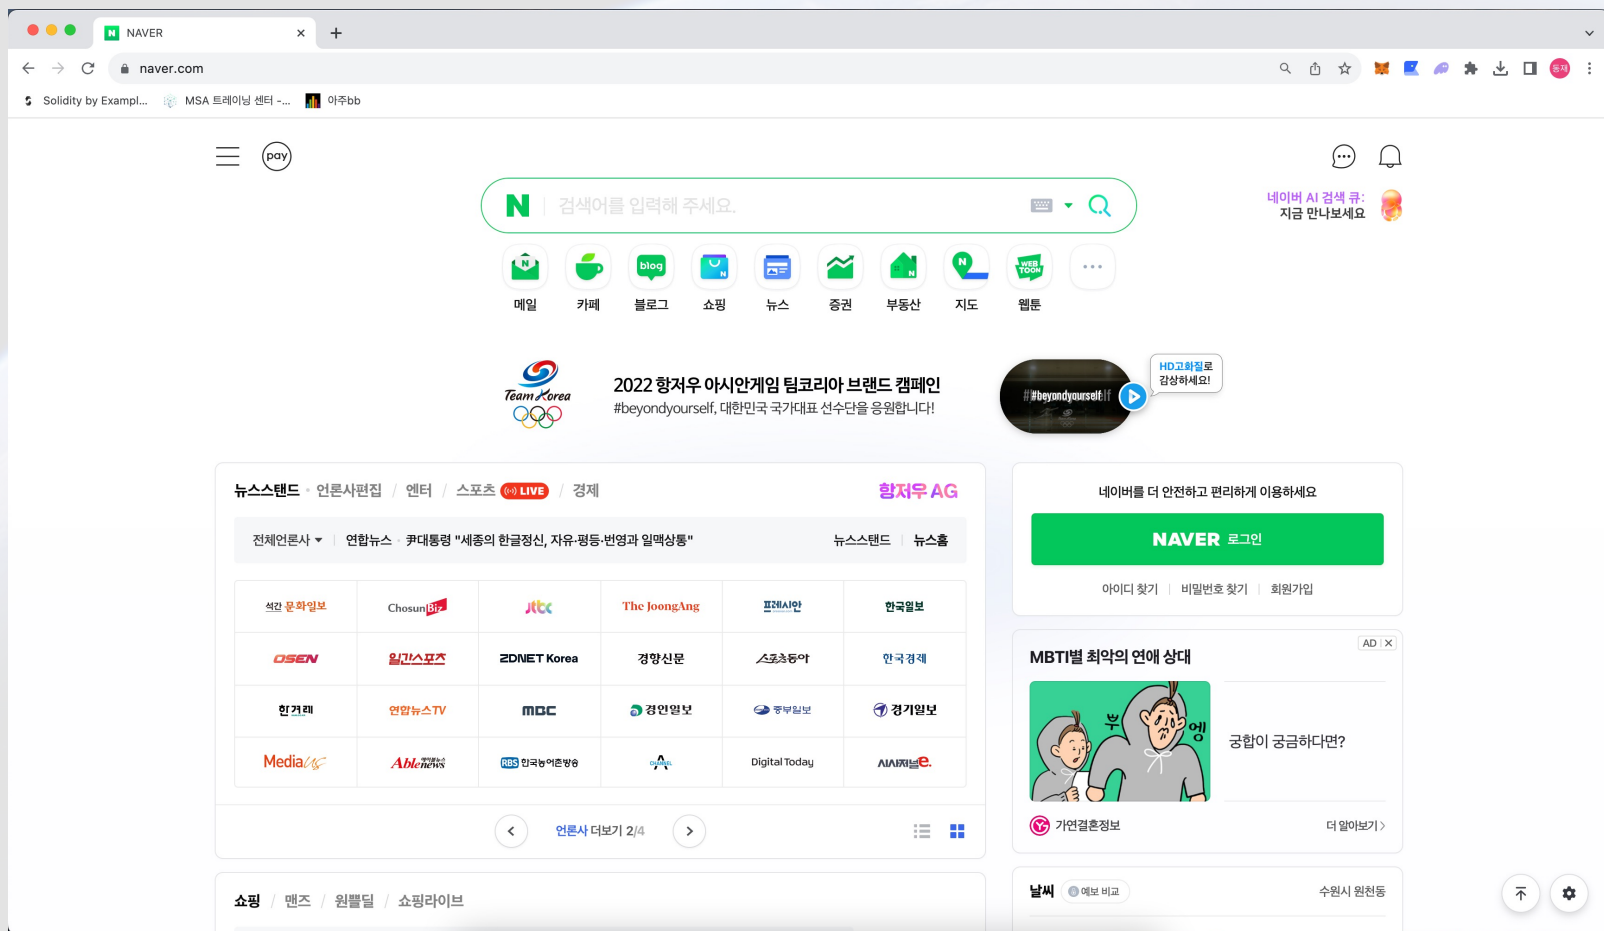 NAVER
naver.com
Solidity by Exampl...
MSA 트레이닝 센터 -...
아주bb
동재
pay
N 검색어를 입력해 주세요.
네이버 AI 검색 큐:
지금 만나보세요
N blog N N N WEB TOON
메일 카페 블로그 쇼핑 뉴스 증권 부동산 지도 웹툰
Team Korea
2022 항저우 아시안게임 팀코리아 브랜드 캠페인
#beyondyourself, 대한민국 국가대표 선수단을 응원합니다!
#beyondyourself
HD고화질로
감상하세요!
뉴스스탠드 · 언론사편집 / 엔터 / 스포츠 LIVE / 경제
항저우 AG
전체언론사 연합뉴스 · 尹대통령 "세종의 한글정신, 자유·평등·번영과 일맥상통"
뉴스스탠드 뉴스홈
석간 문화일보 ChosunBiz jtbc The JoongAng 프레시안 한국일보
OSEN 일간스포츠 ZDNET Korea 경향신문 스포츠동아 한국경제
한겨레 연합뉴스TV MBC 경인일보 중부일보 경기일보
Mediaus Ablenews 에이블뉴스 RBS 한국농어촌방송 CHANNEL A Digital Today 시사저널e.
언론사 더보기 2/4
쇼핑 / 맨즈 / 원쁠딜 / 쇼핑라이브
네이버를 더 안전하고 편리하게 이용하세요
NAVER 로그인
아이디 찾기 비밀번호 찾기 회원가입
AD
MBTI별 최악의 연애 상대
뿌 엥
궁합이 궁금하다면?
가연결혼정보
더 알아보기
날씨 예보 비교
수원시 원천동